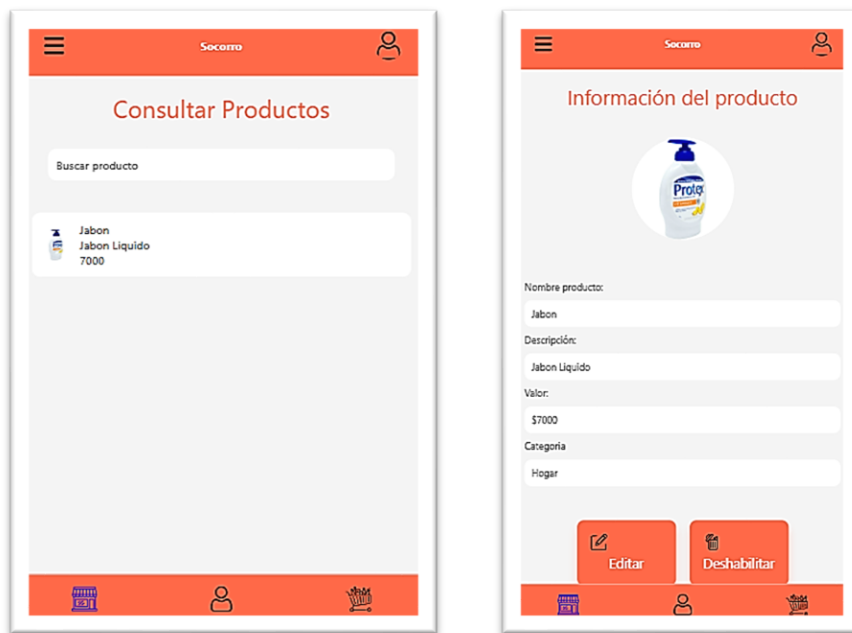 Socorro
Consultar Productos
Buscar producto
Jabon
Jabon Liquido
7000
Socorro
Información del producto
Protex
Nombre producto:
Jabon
Descripción:
Jabon Liquido
Valor:
$7000
Categoria
Hogar
Editar
Deshabilitar